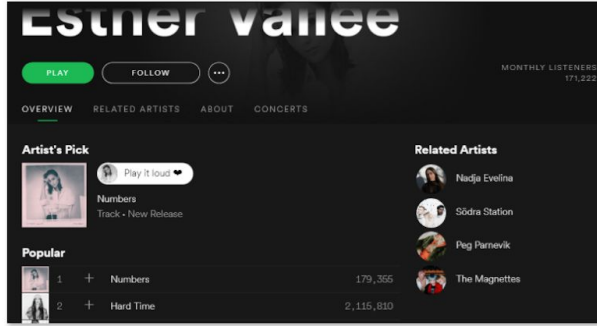 Esther Vallee
PLAY
FOLLOW
MONTHLY LISTENERS
171,222
OVERVIEW RELATED ARTISTS ABOUT CONCERTS
Artist's Pick
Play it loud ❤
Numbers
Track • New Release
Related Artists
Nadja Evelina
Södra Station
Peg Parnevik
The Magnettes
Popular
1 + Numbers 179,355
2 + Hard Time 2,115,810